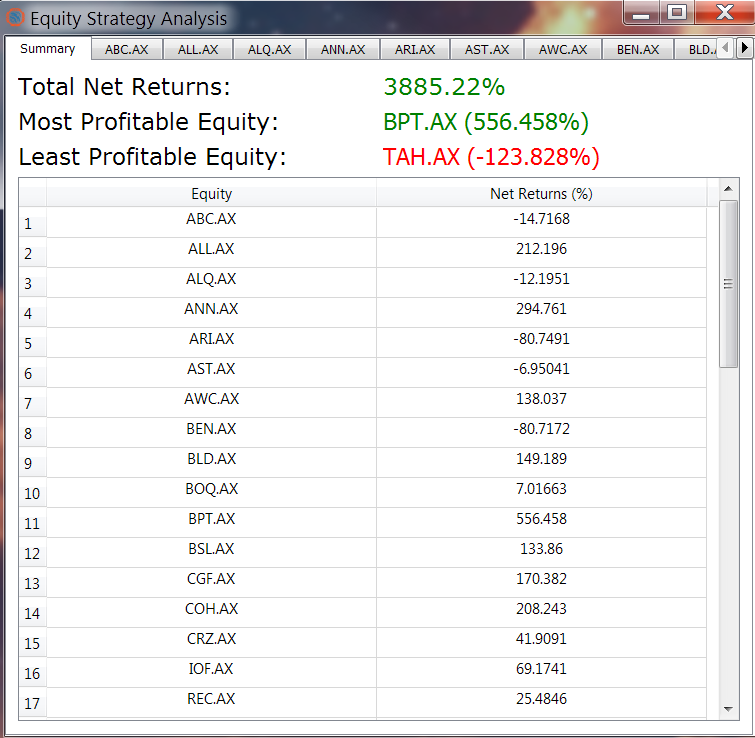 Equity Strategy Analysis
Summary ABC.AX ALL.AX ALQ.AX ANN.AX ARI.AX AST.AX AWC.AX BEN.AX BLD.
Total Net Returns: 3885.22%
Most Profitable Equity: BPT.AX (556.458%)
Least Profitable Equity: TAH.AX (-123.828%)
Equity Net Returns (%)
1 ABC.AX -14.7168
2 ALL.AX 212.196
3 ALQ.AX -12.1951
4 ANN.AX 294.761
5 ARI.AX -80.7491
6 AST.AX -6.95041
7 AWC.AX 138.037
8 BEN.AX -80.7172
9 BLD.AX 149.189
10 BOQ.AX 7.01663
11 BPT.AX 556.458
12 BSL.AX 133.86
13 CGF.AX 170.382
14 COH.AX 208.243
15 CRZ.AX 41.9091
16 IOF.AX 69.1741
17 REC.AX 25.4846